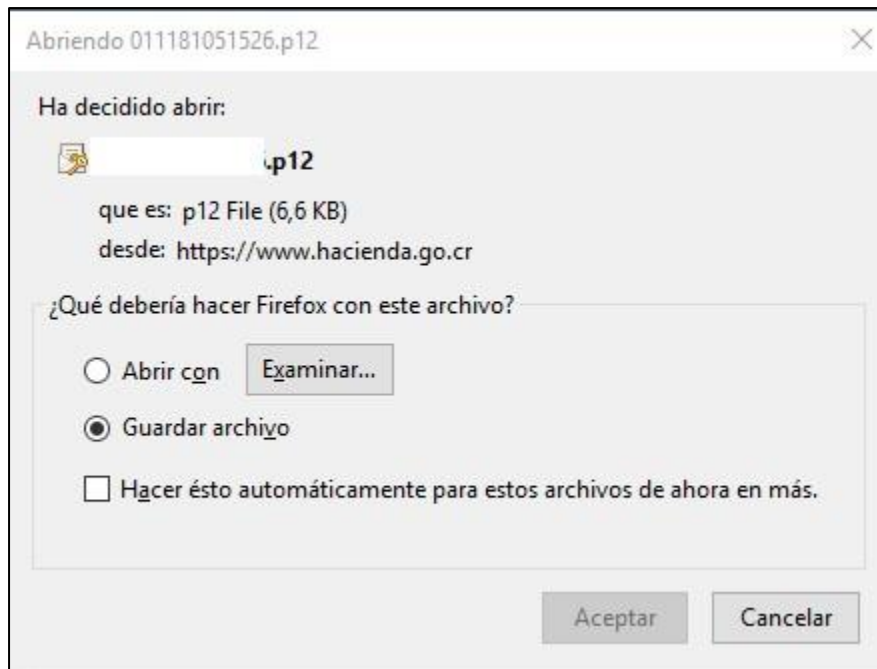 Abriendo 011181051526.p12
Ha decidido abrir:
.p12
que es: p12 File (6,6 KB)
desde: https://www.hacienda.go.cr
¿Qué debería hacer Firefox con este archivo?
Abrir con Examinar...
Guardar archivo
Hacer ésto automáticamente para estos archivos de ahora en más.
Aceptar Cancelar